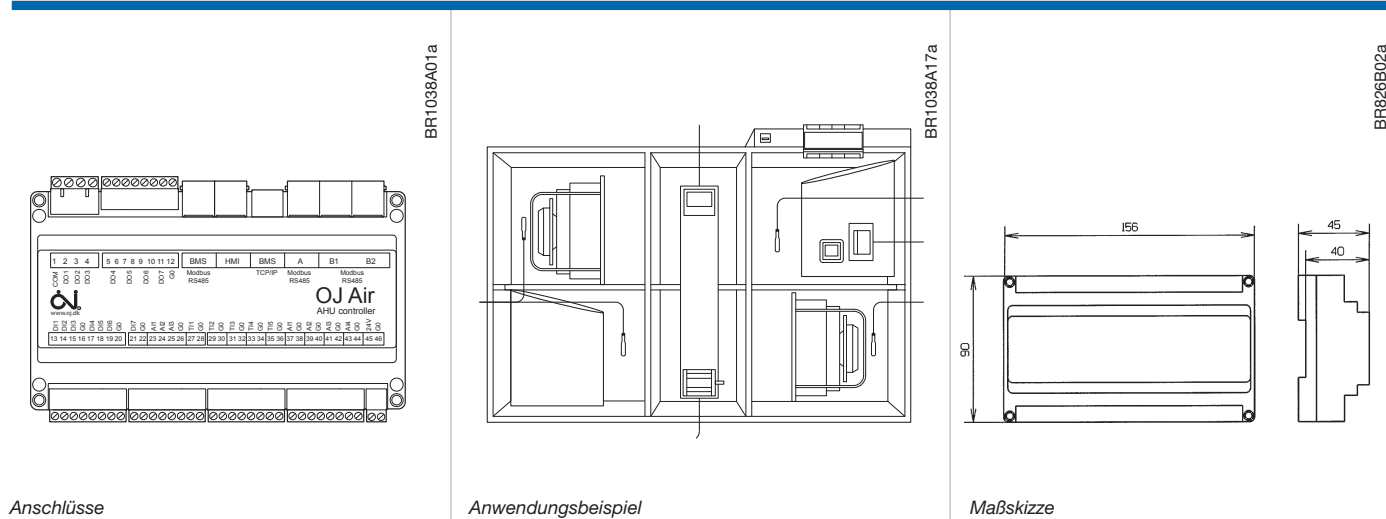 BR1038A01a
1 2 3 4 5 6 7 8 9 10 11 12 BMS HMI BMS A B1 B2
COM DO1 DO2 DO3 DO4 DO5 DO6 DO7 G0 Modbus RS485 TCP/IP Modbus RS485 Modbus RS485
OJ
www.oj.dk
OJ Air
AHU controller
DI1 DI2 DI3 G0 DI4 DI5 DI6 G0 DI7 G0 AI1 AI2 AI3 G0 TI1 G0 TI2 G0 TI3 G0 TI4 G0 TI5 G0 AI1 G0 AI2 G0 AI3 G0 AI4 G0 24V G0
13 14 15 16 17 18 19 20 21 22 23 24 25 26 27 28 29 30 31 32 33 34 35 36 37 38 39 40 41 42 43 44 45 46
Anschlüsse
BR1038A17a
Anwendungsbeispiel
BR826B02a
156
90
45
40
Maßskizze